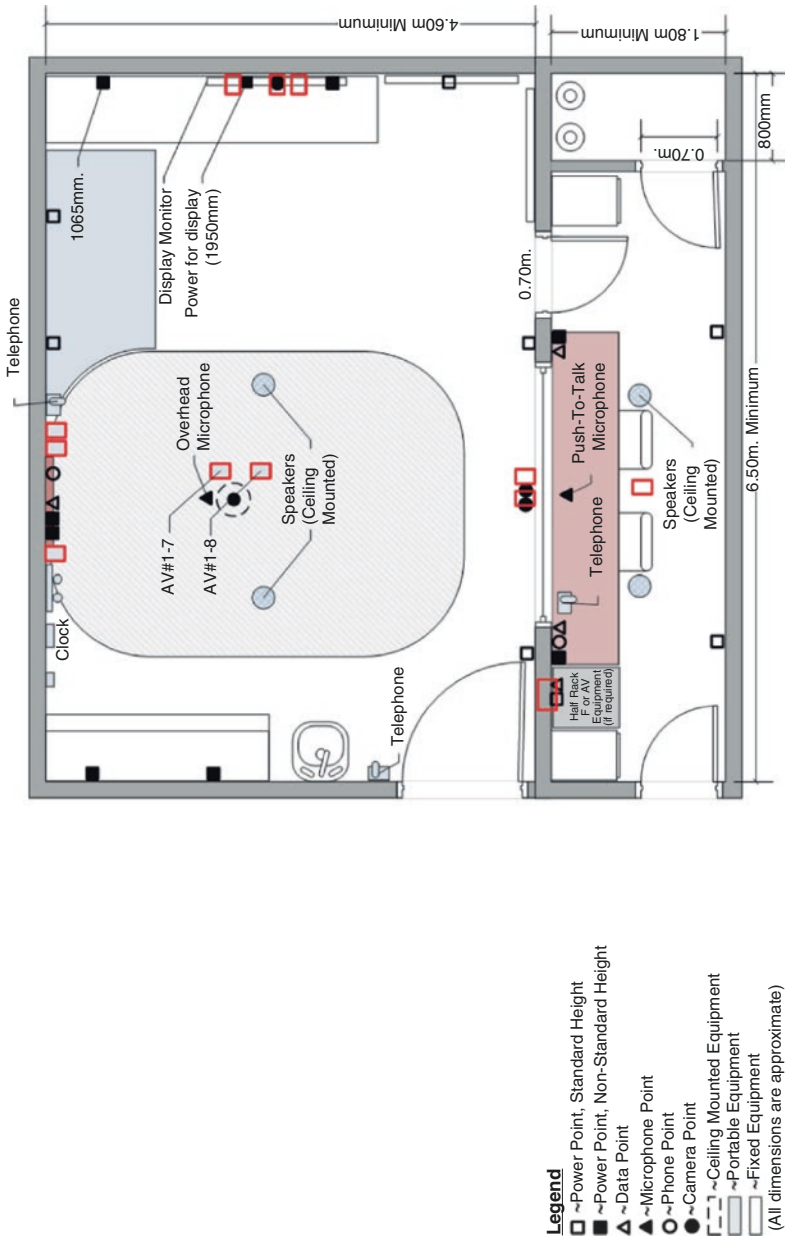 4.60m Minimum
1.80m Minimum
1065mm.
Display Monitor
Power for display
(1950mm)
Telephone
Overhead
Microphone
AV#1-7
AV#1-8
Speakers
(Ceiling
Mounted)
Clock
Telephone
0.70m.
0.70m.
800mm
Push-To-Talk
Microphone
Telephone
Speakers
(Ceiling
Mounted)
Half Rack
F or AV
Equipment
(if required)
6.50m. Minimum
Legend
~Power Point, Standard Height
~Power Point, Non-Standard Height
~Data Point
~Microphone Point
~Phone Point
~Camera Point
~Ceiling Mounted Equipment
~Portable Equipment
~Fixed Equipment
(All dimensions are approximate)